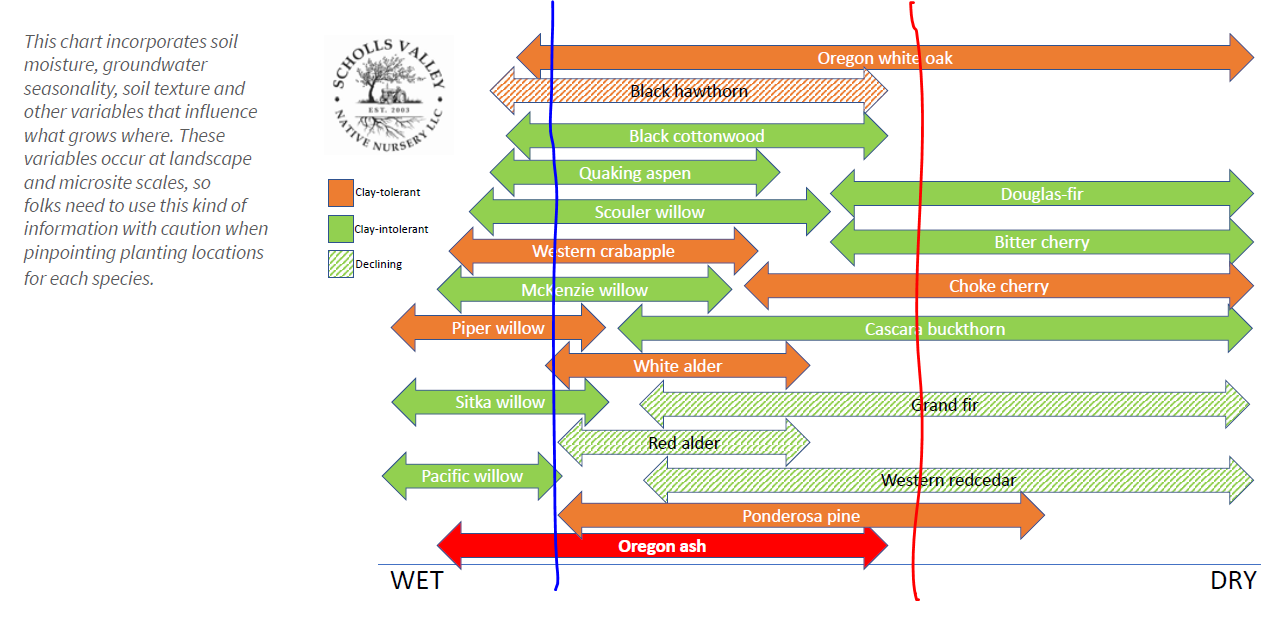 This chart incorporates soil
moisture, groundwater
seasonality, soil texture and
other variables that influence
what grows where. These
variables occur at landscape
and microsite scales, so
folks need to use this kind of
information with caution when
pinpointing planting locations
for each species.
SCHOLLS VALLEY
EST. 2003
NATIVE NURSERY LLC
Clay-tolerant
Clay-intolerant
Declining
Oregon white oak
Black hawthorn
Black cottonwood
Quaking aspen
Douglas-fir
Scouler willow
Bitter cherry
Western crabapple
Choke cherry
McKenzie willow
Piper willow
Cascara buckthorn
White alder
Sitka willow
Grand fir
Red alder
Pacific willow
Western redcedar
Ponderosa pine
Oregon ash
WET
DRY